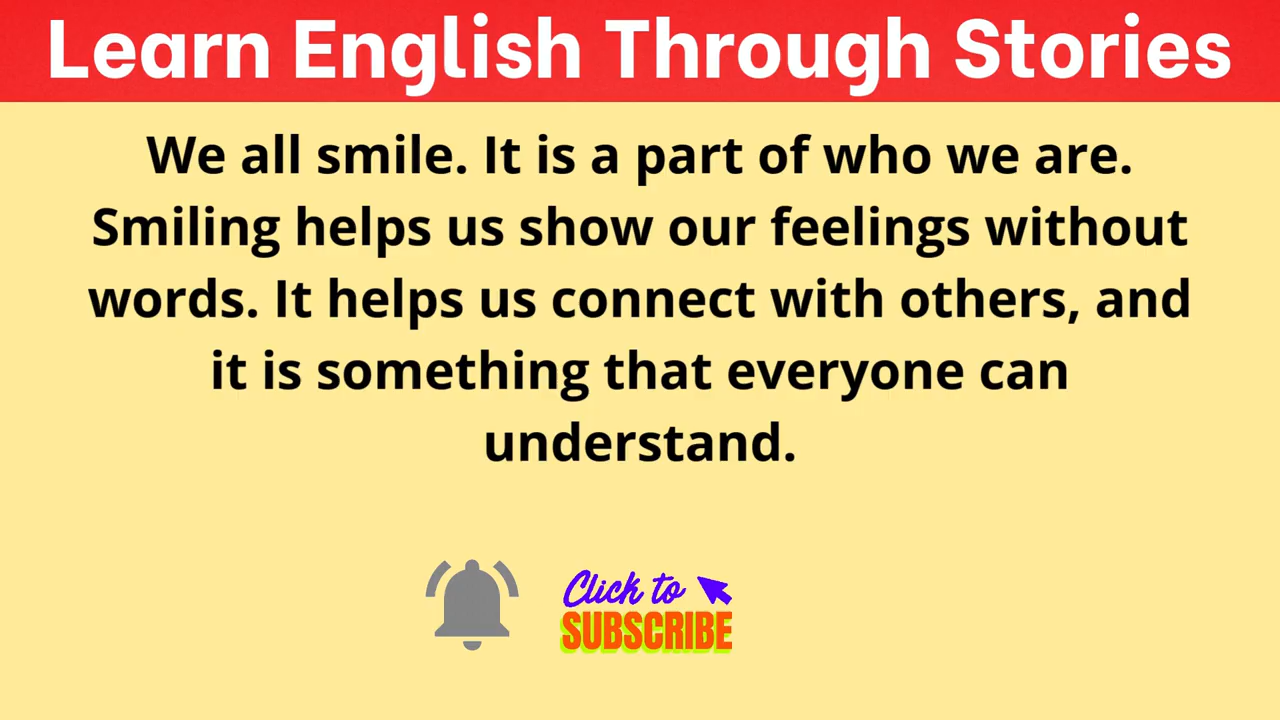 Learn English Through Stories
We all smile. It is a part of who we are.
Smiling helps us show our feelings without
words. It helps us connect with others, and
it is something that everyone can
understand.
Click to
SUBSCRIBE